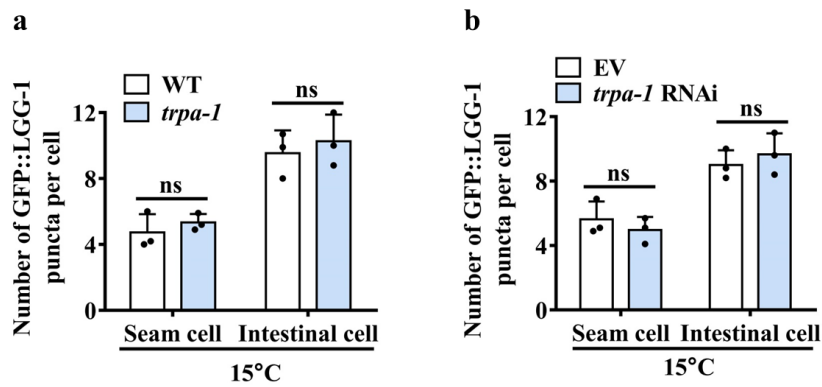 a
Number of GFP::LGG-1
puncta per cell
WT
trpa-1
12
8
4
0
ns
ns
Seam cell
Intestinal cell
15°C
b
Number of GFP::LGG-1
puncta per cell
EV
trpa-1 RNAi
12
8
4
0
ns
ns
Seam cell
Intestinal cell
15°C